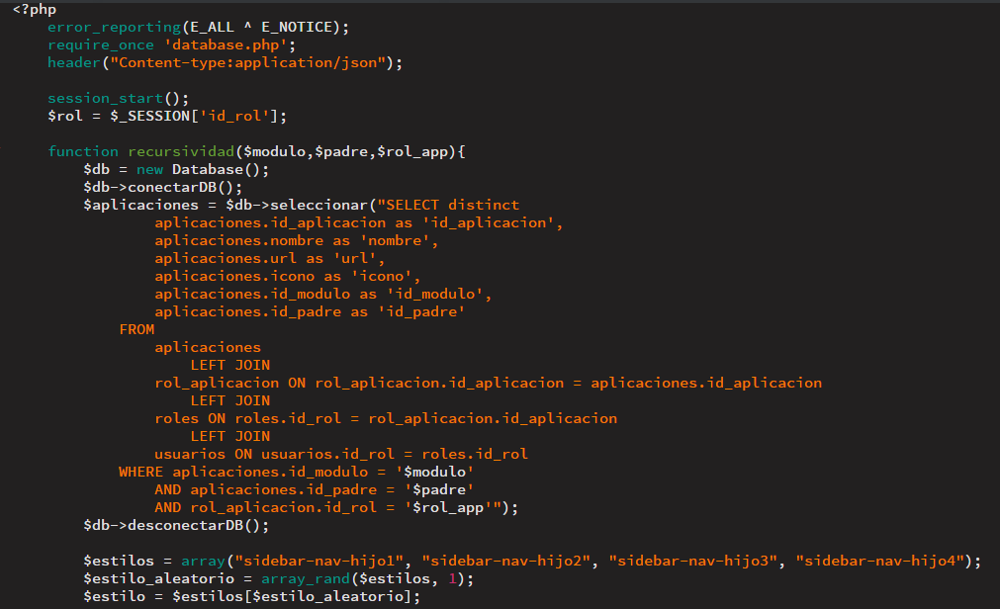 <?php
error_reporting(E_ALL ^ E_NOTICE);
require_once 'database.php';
header("Content-type:application/json");
session_start();
$rol = $_SESSION['id_rol'];
function recursividad($modulo,$padre,$rol_app){
$db = new Database();
$db->conectarDB();
$aplicaciones = $db->seleccionar("SELECT distinct
aplicaciones.id_aplicacion as 'id_aplicacion',
aplicaciones.nombre as 'nombre',
aplicaciones.url as 'url',
aplicaciones.icono as 'icono',
aplicaciones.id_modulo as 'id_modulo',
aplicaciones.id_padre as 'id_padre'
FROM
aplicaciones
LEFT JOIN
rol_aplicacion ON rol_aplicacion.id_aplicacion = aplicaciones.id_aplicacion
LEFT JOIN
roles ON roles.id_rol = rol_aplicacion.id_aplicacion
LEFT JOIN
usuarios ON usuarios.id_rol = roles.id_rol
WHERE aplicaciones.id_modulo = '$modulo'
AND aplicaciones.id_padre = '$padre'
AND rol_aplicacion.id_rol = '$rol_app'");
$db->desconectarDB();
$estilos = array("sidebar-nav-hijo1", "sidebar-nav-hijo2", "sidebar-nav-hijo3", "sidebar-nav-hijo4");
$estilo_aleatorio = array_rand($estilos, 1);
$estilo = $estilos[$estilo_aleatorio];